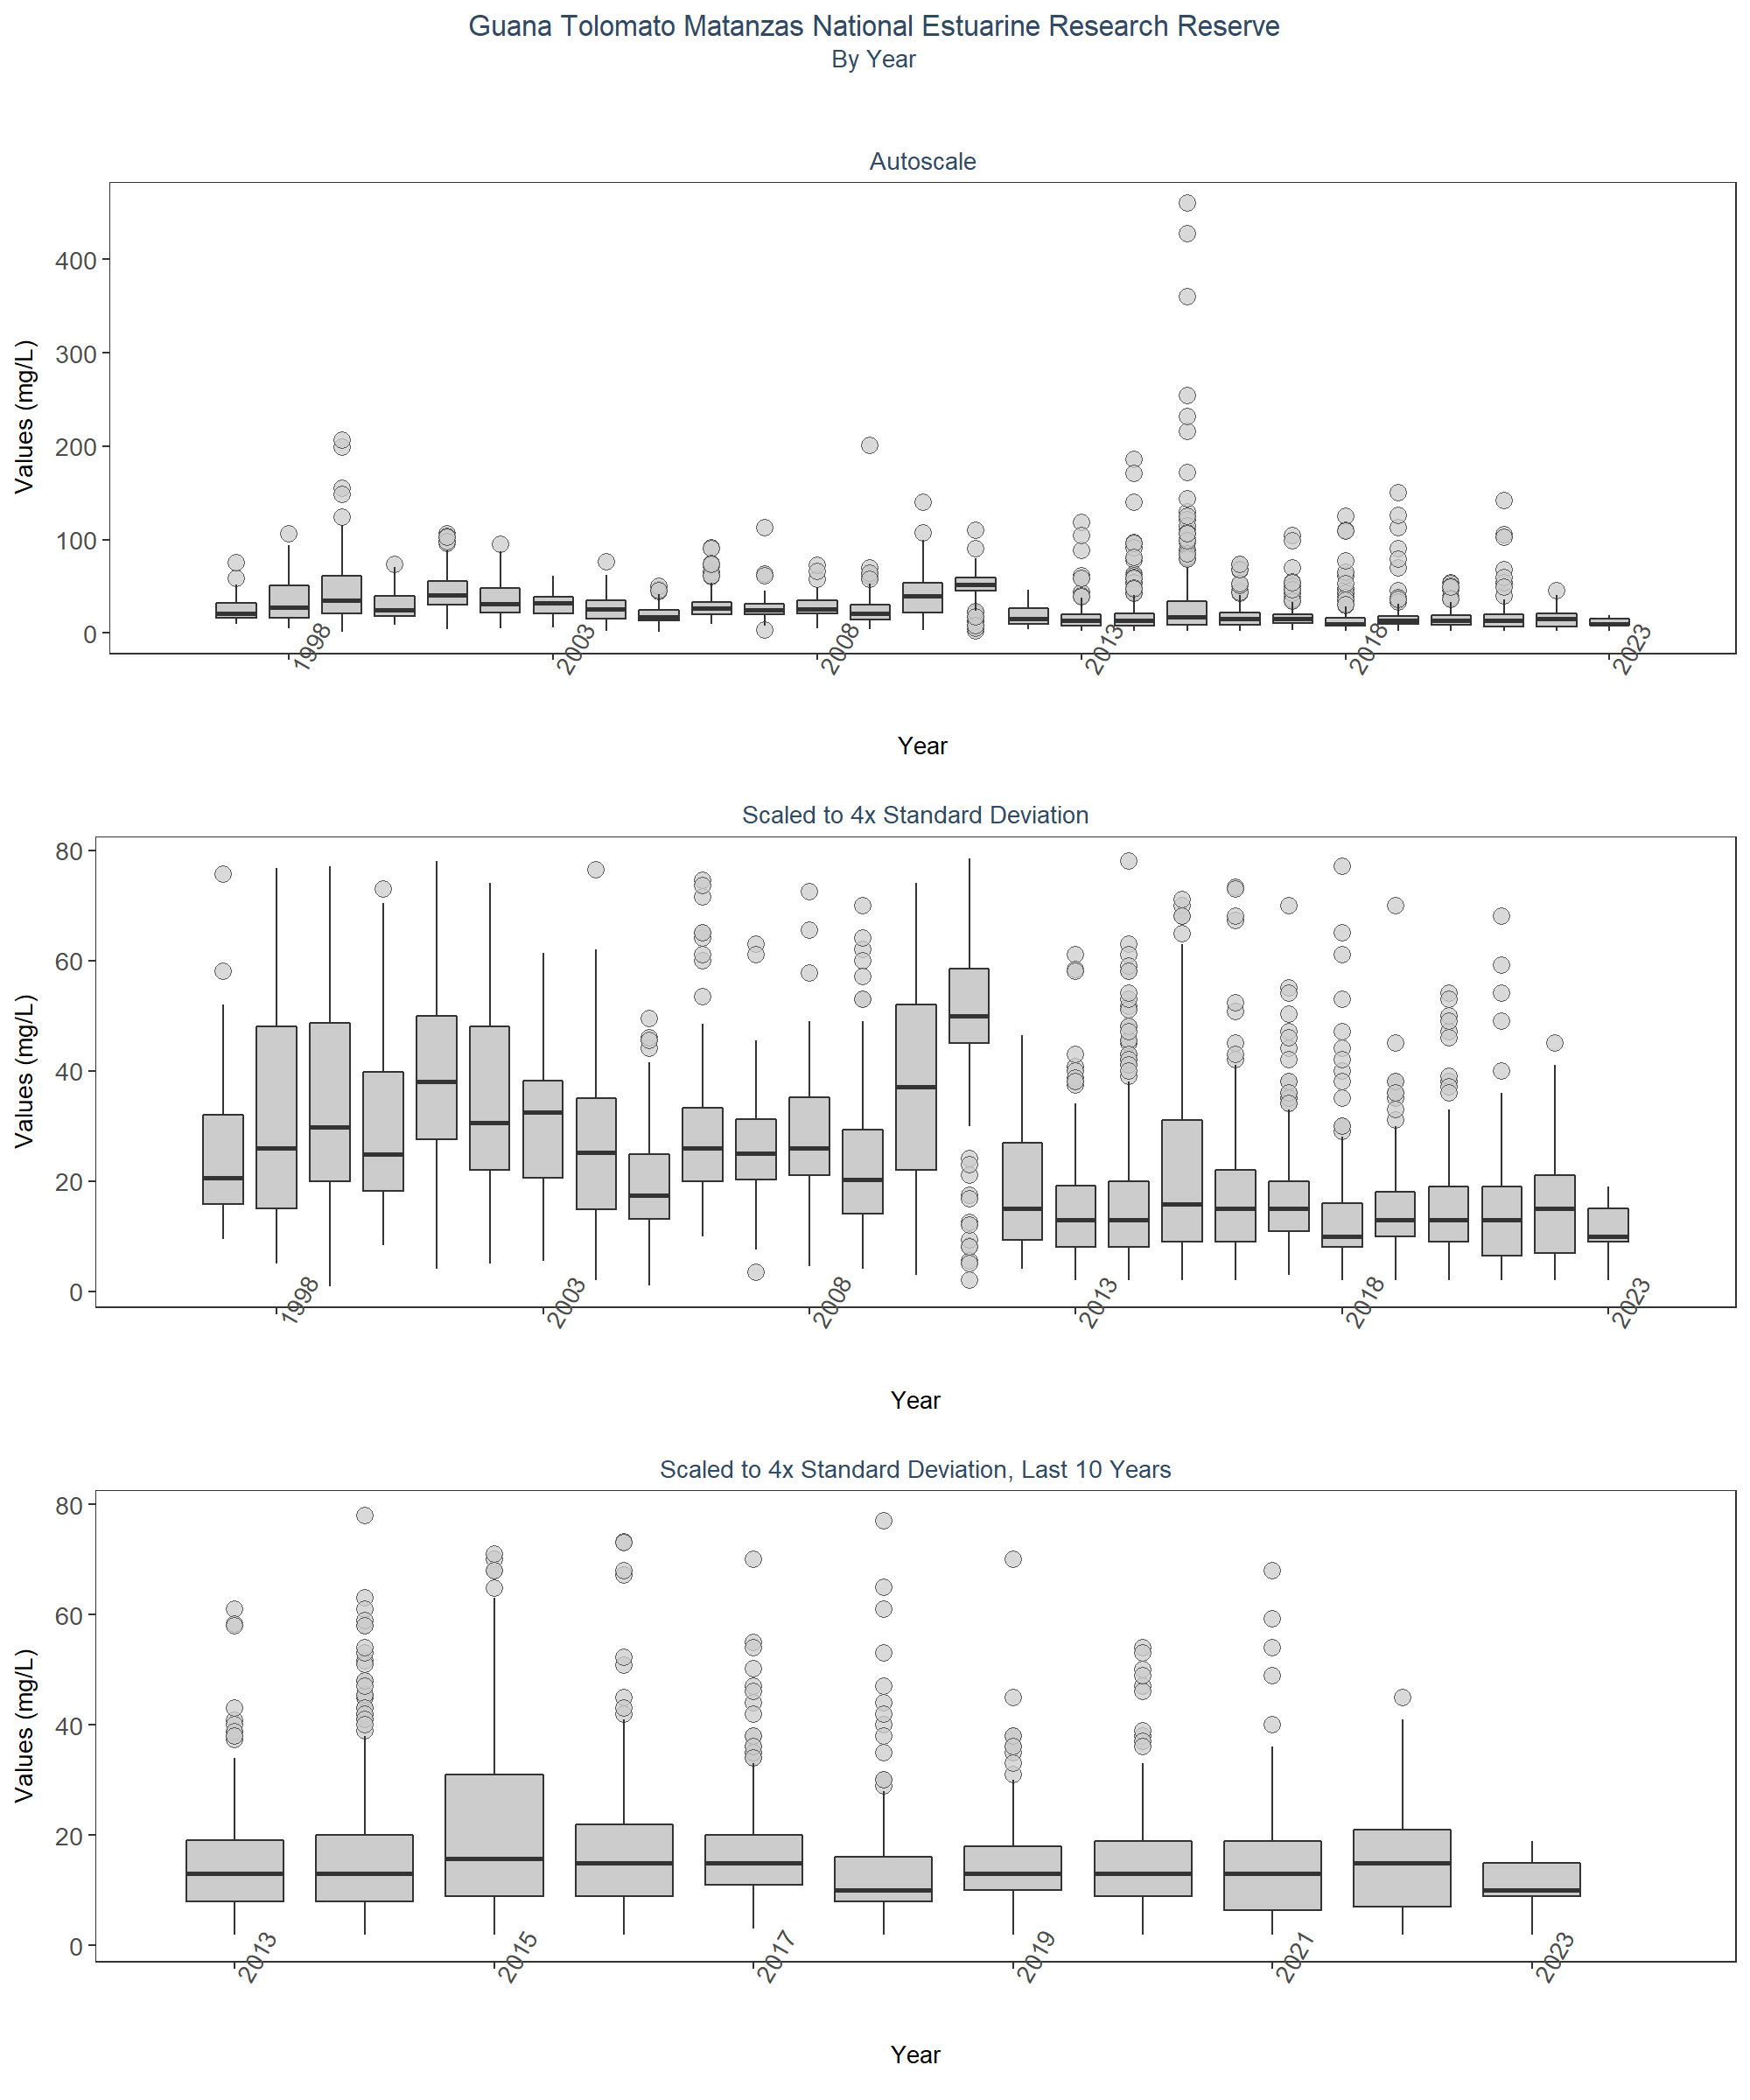 Guana Tolomato Matanzas National Estuarine Research Reserve
By Year
Autoscale
Values (mg/L)
400
300
200
100
0
1998 2003 2008 2013 2018 2023
Year
Scaled to 4x Standard Deviation
Values (mg/L)
80
60
40
20
0
1998 2003 2008 2013 2018 2023
Year
Scaled to 4x Standard Deviation, Last 10 Years
Values (mg/L)
80
60
40
20
0
2013 2015 2017 2019 2021 2023
Year